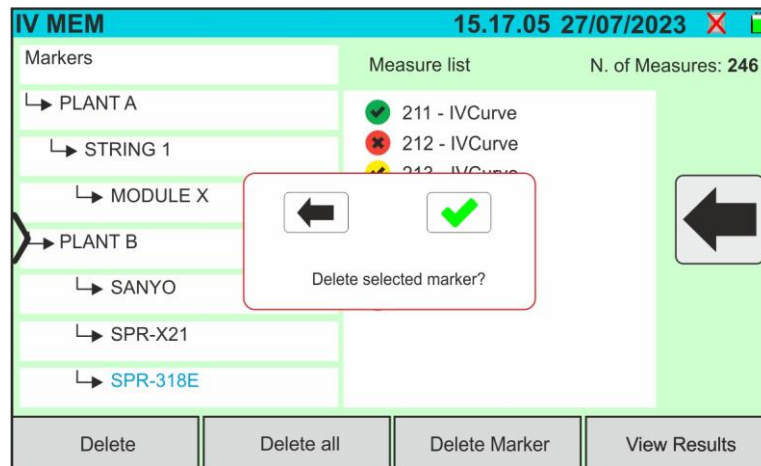 IV MEM 15.17.05 27/07/2023
Markers
Measure list N. of Measures: 246
PLANT A
STRING 1
MODULE X
PLANT B
SANYO
SPR-X21
SPR-318E
211 - IVCurve
212 - IVCurve
213 - IVCurve
Delete selected marker?
Delete Delete all Delete Marker View Results